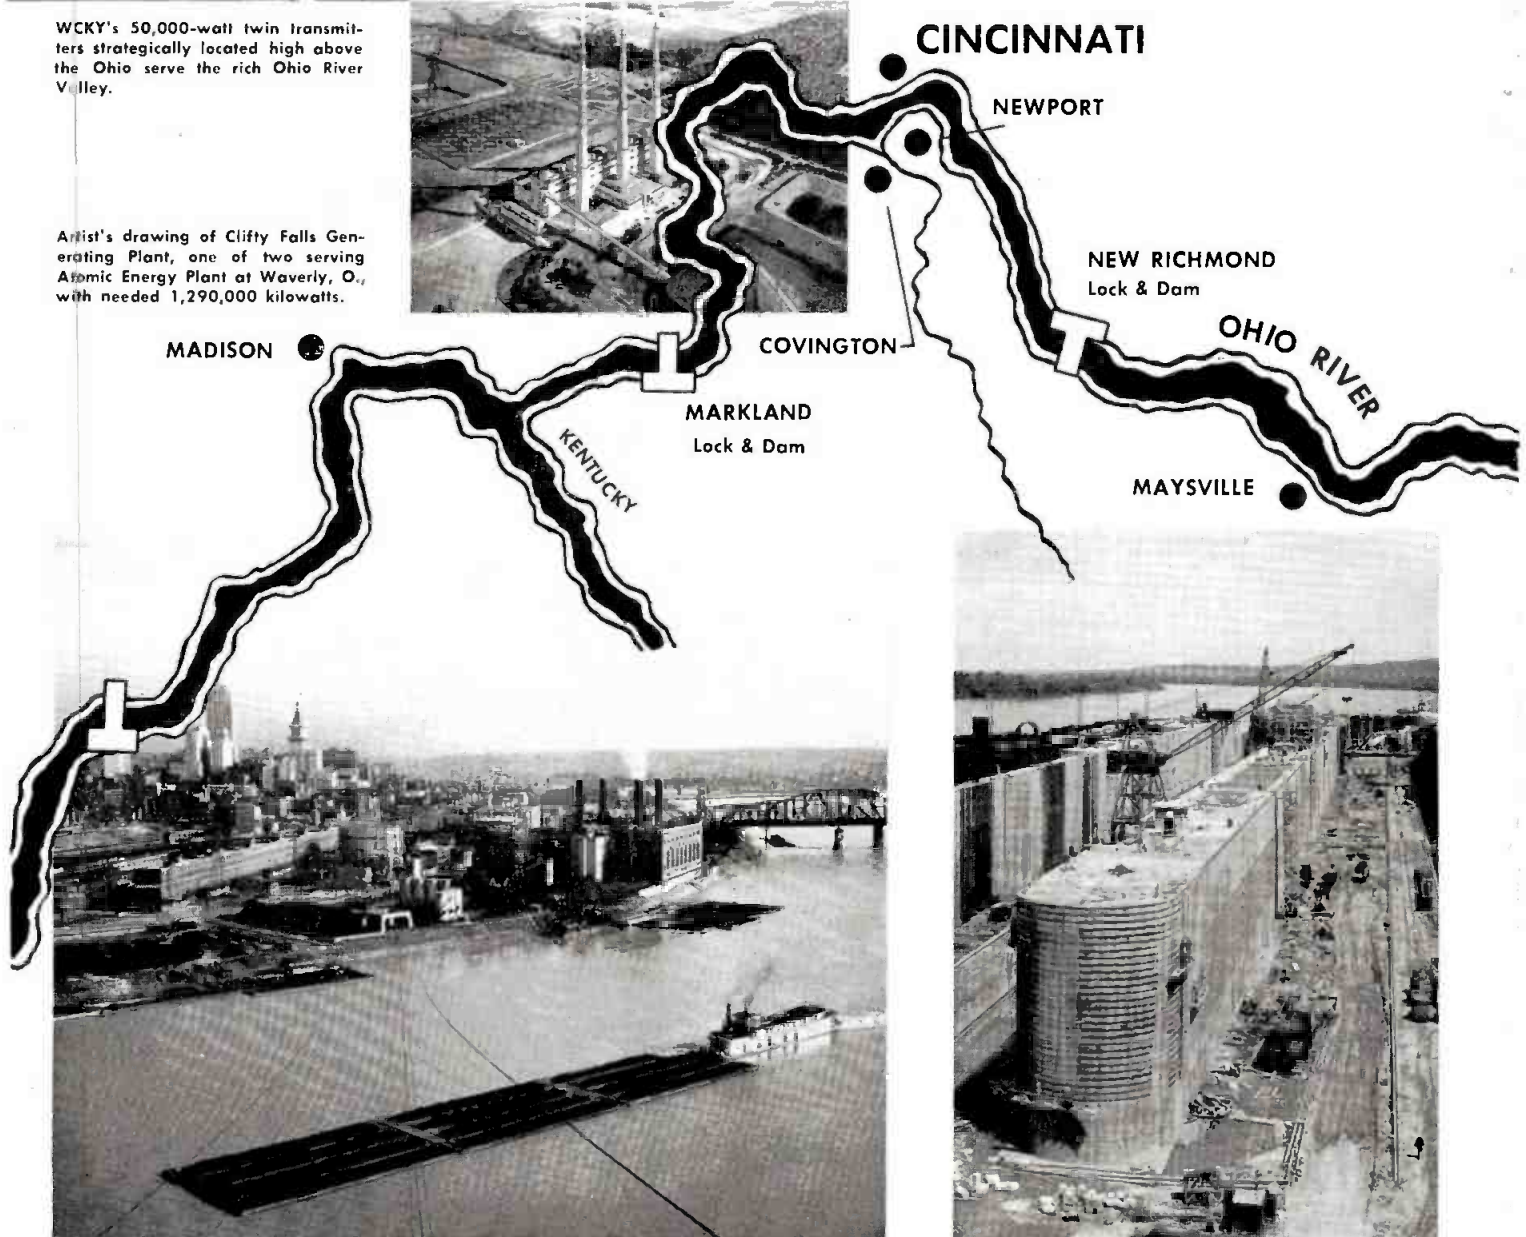 WCKY's 50,000-watt twin transmit-
ters strategically located high above
the Ohio serve the rich Ohio River
Valley.
Artist's drawing of Clifty Falls Gen-
erating Plant, one of two serving
Atomic Energy Plant at Waverly, O.,
with needed 1,290,000 kilowatts.
CINCINNATI
NEWPORT
NEW RICHMOND
Lock & Dam
OHIO RIVER
MADISON
COVINGTON
MARKLAND
Lock & Dam
KENTUCKY
MAYSVILLE